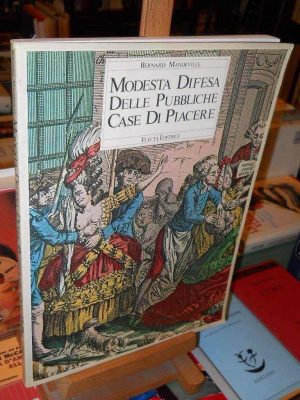 BERNARD MANDEVILLE
MODESTA DIFESA
DELLE PUBBLICHE
CASE DI PIACERE
ELECTA EDITRICE